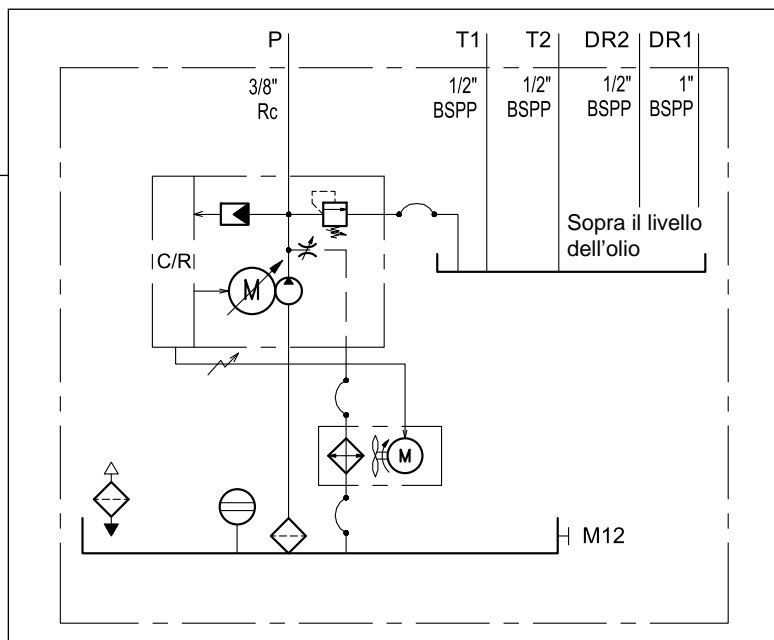 P T1 T2 DR2 DR1
3/8" 1/2" 1/2" 1/2" 1"
Rc BSPP BSPP BSPP BSPP
Sopra il livello
dell'olio
C/R
M
M
M12